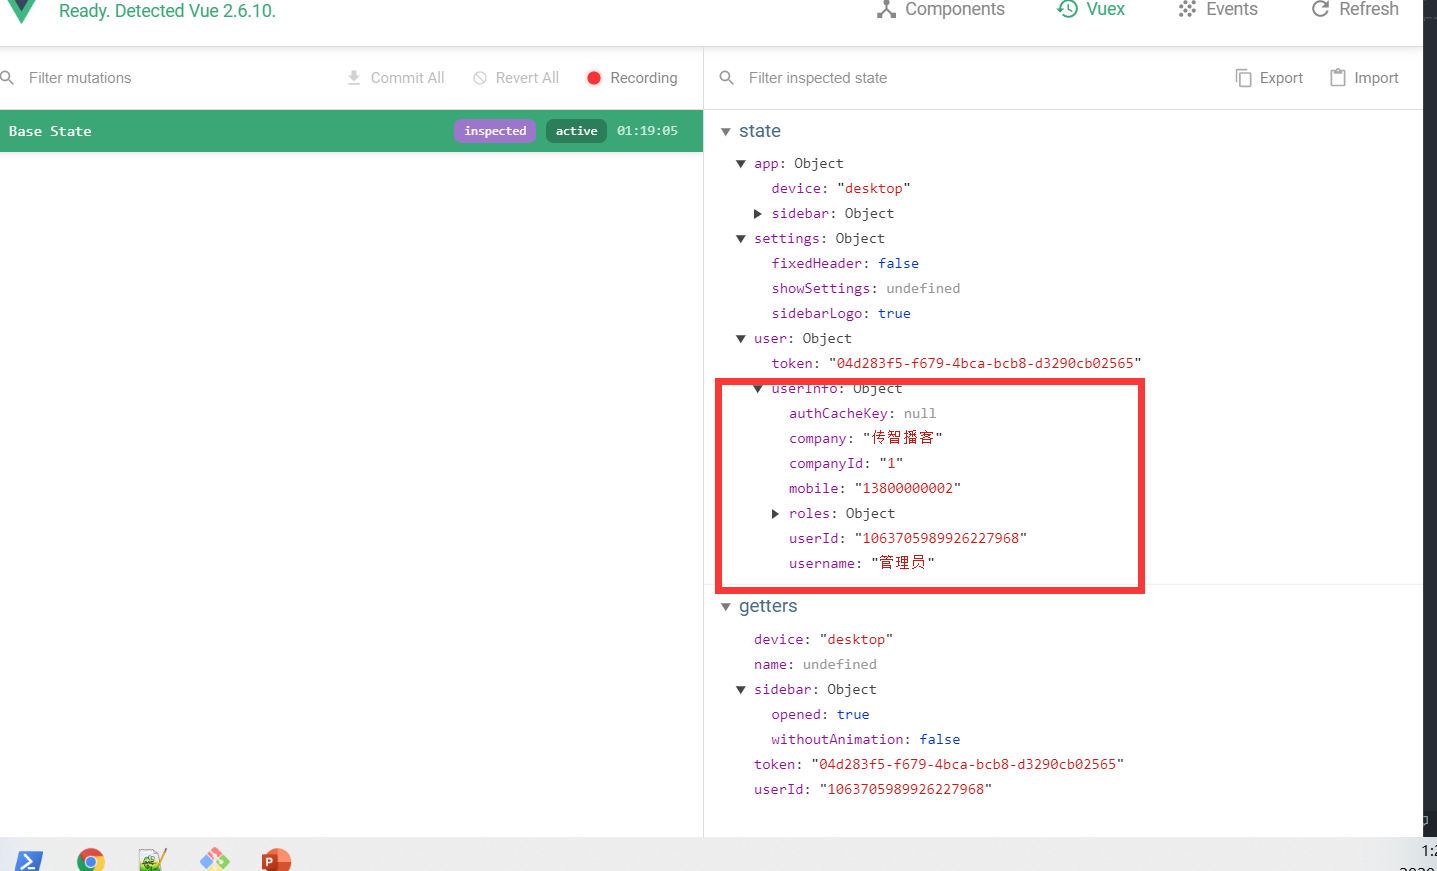 Ready. Detected Vue 2.6.10.
Components
Vuex
Events
Refresh
Filter mutations
Commit All
Revert All
Recording
Filter inspected state
Export
Import
Base State
inspected
active
01:19:05
state
app: Object
device: "desktop"
sidebar: Object
settings: Object
fixedHeader: false
showSettings: undefined
sidebarLogo: true
user: Object
token: "04d283f5-f679-4bca-bcb8-d3290cb02565"
userInfo: Object
authCacheKey: null
company: "传智播客"
companyId: "1"
mobile: "13800000002"
roles: Object
userId: "1063705989926227968"
username: "管理员"
getters
device: "desktop"
name: undefined
sidebar: Object
opened: true
withoutAnimation: false
token: "04d283f5-f679-4bca-bcb8-d3290cb02565"
userId: "1063705989926227968"